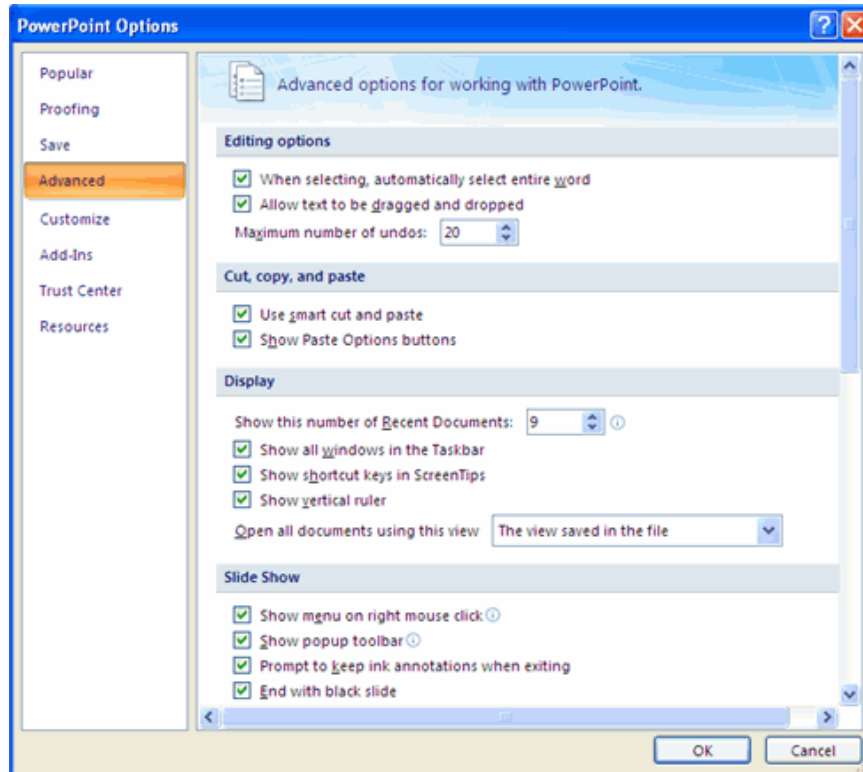 PowerPoint Options
Popular
Proofing
Save
Advanced
Customize
Add-Ins
Trust Center
Resources
Advanced options for working with PowerPoint.
Editing options
When selecting, automatically select entire word
Allow text to be dragged and dropped
Maximum number of undos: 20
Cut, copy, and paste
Use smart cut and paste
Show Paste Options buttons
Display
Show this number of Recent Documents: 9
Show all windows in the Taskbar
Show shortcut keys in ScreenTips
Show vertical ruler
Open all documents using this view The view saved in the file
Slide Show
Show menu on right mouse click
Show popup toolbar
Prompt to keep ink annotations when exiting
End with black slide
OK Cancel